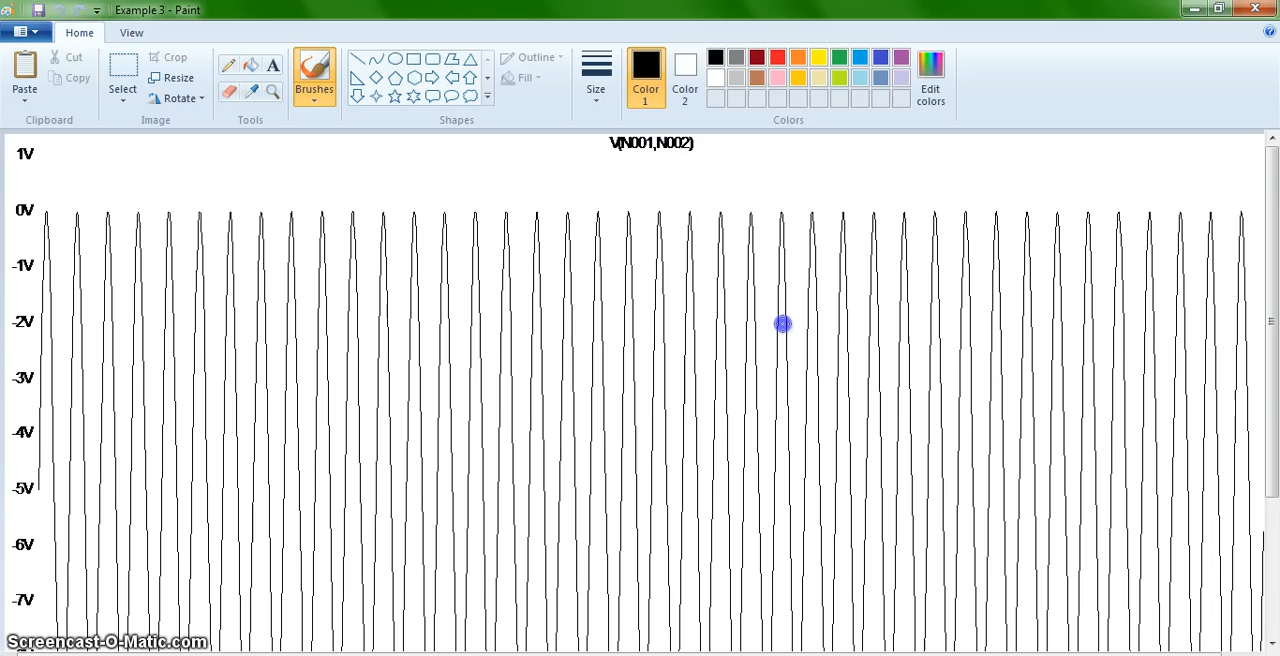 Example 3 - Paint
Home View
Paste
Cut
Copy
Clipboard
Select
Crop
Resize
Rotate
Image
A
Tools
Brushes
Shapes
Outline
Fill
Size
Color 1
Color 2
Edit colors
Colors
V(N001,N002)
1V
0V
-1V
-2V
-3V
-4V
-5V
-6V
-7V
Screencast-O-Matic.com